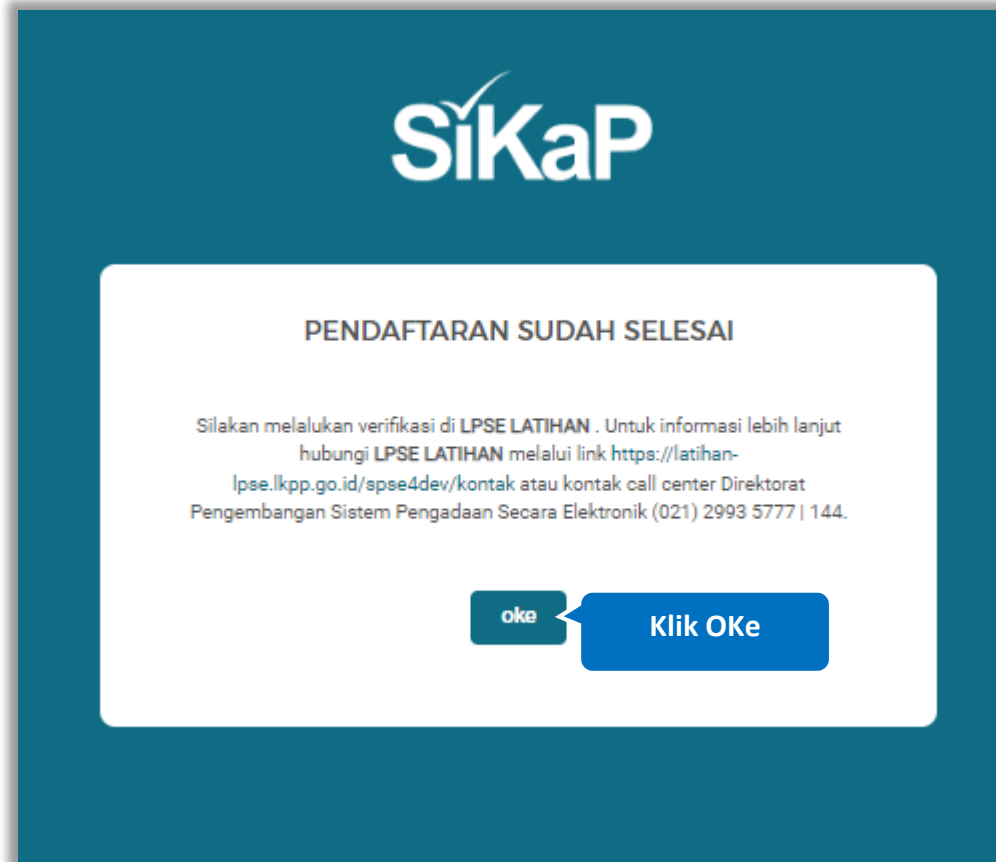 SiKaP
PENDAFTARAN SUDAH SELESAI
Silakan melalukan verifikasi di LPSE LATIHAN . Untuk informasi lebih lanjut
hubungi LPSE LATIHAN melalui link https://latihan-
lpse.lkpp.go.id/spse4dev/kontak atau kontak call center Direktorat
Pengembangan Sistem Pengadaan Secara Elektronik (021) 2993 5777 | 144.
oke
Klik OKe